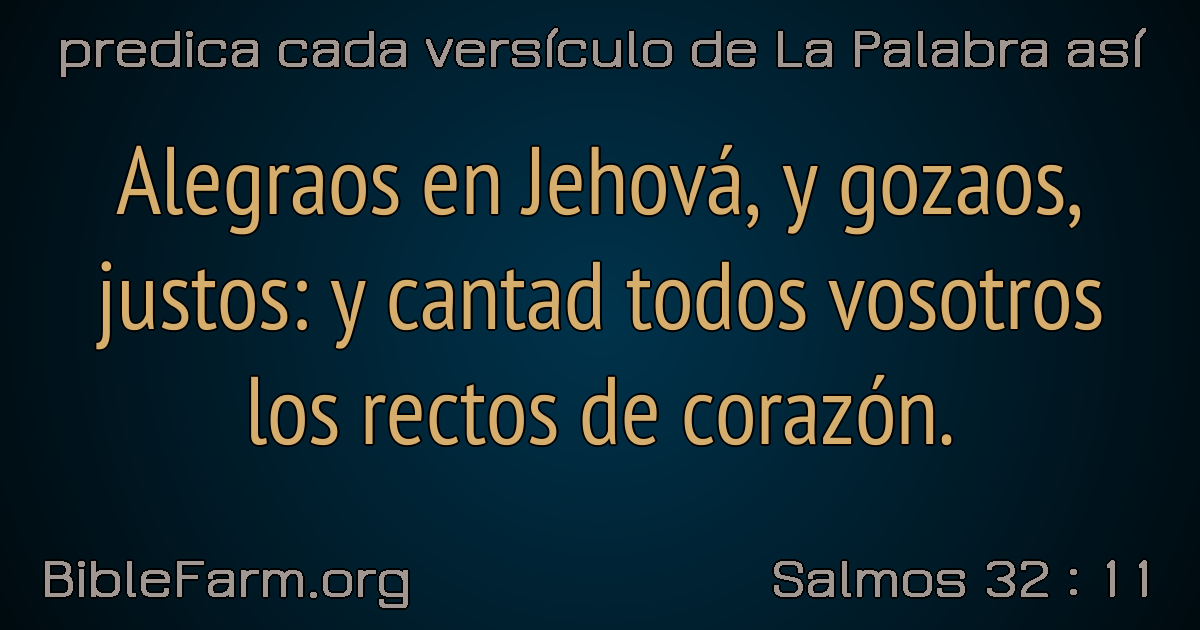 predica cada versículo de La Palabra así
Alegraos en Jehová, y gozaos,
justos: y cantad todos vosotros
los rectos de corazón.
BibleFarm.org
Salmos 32 : 11